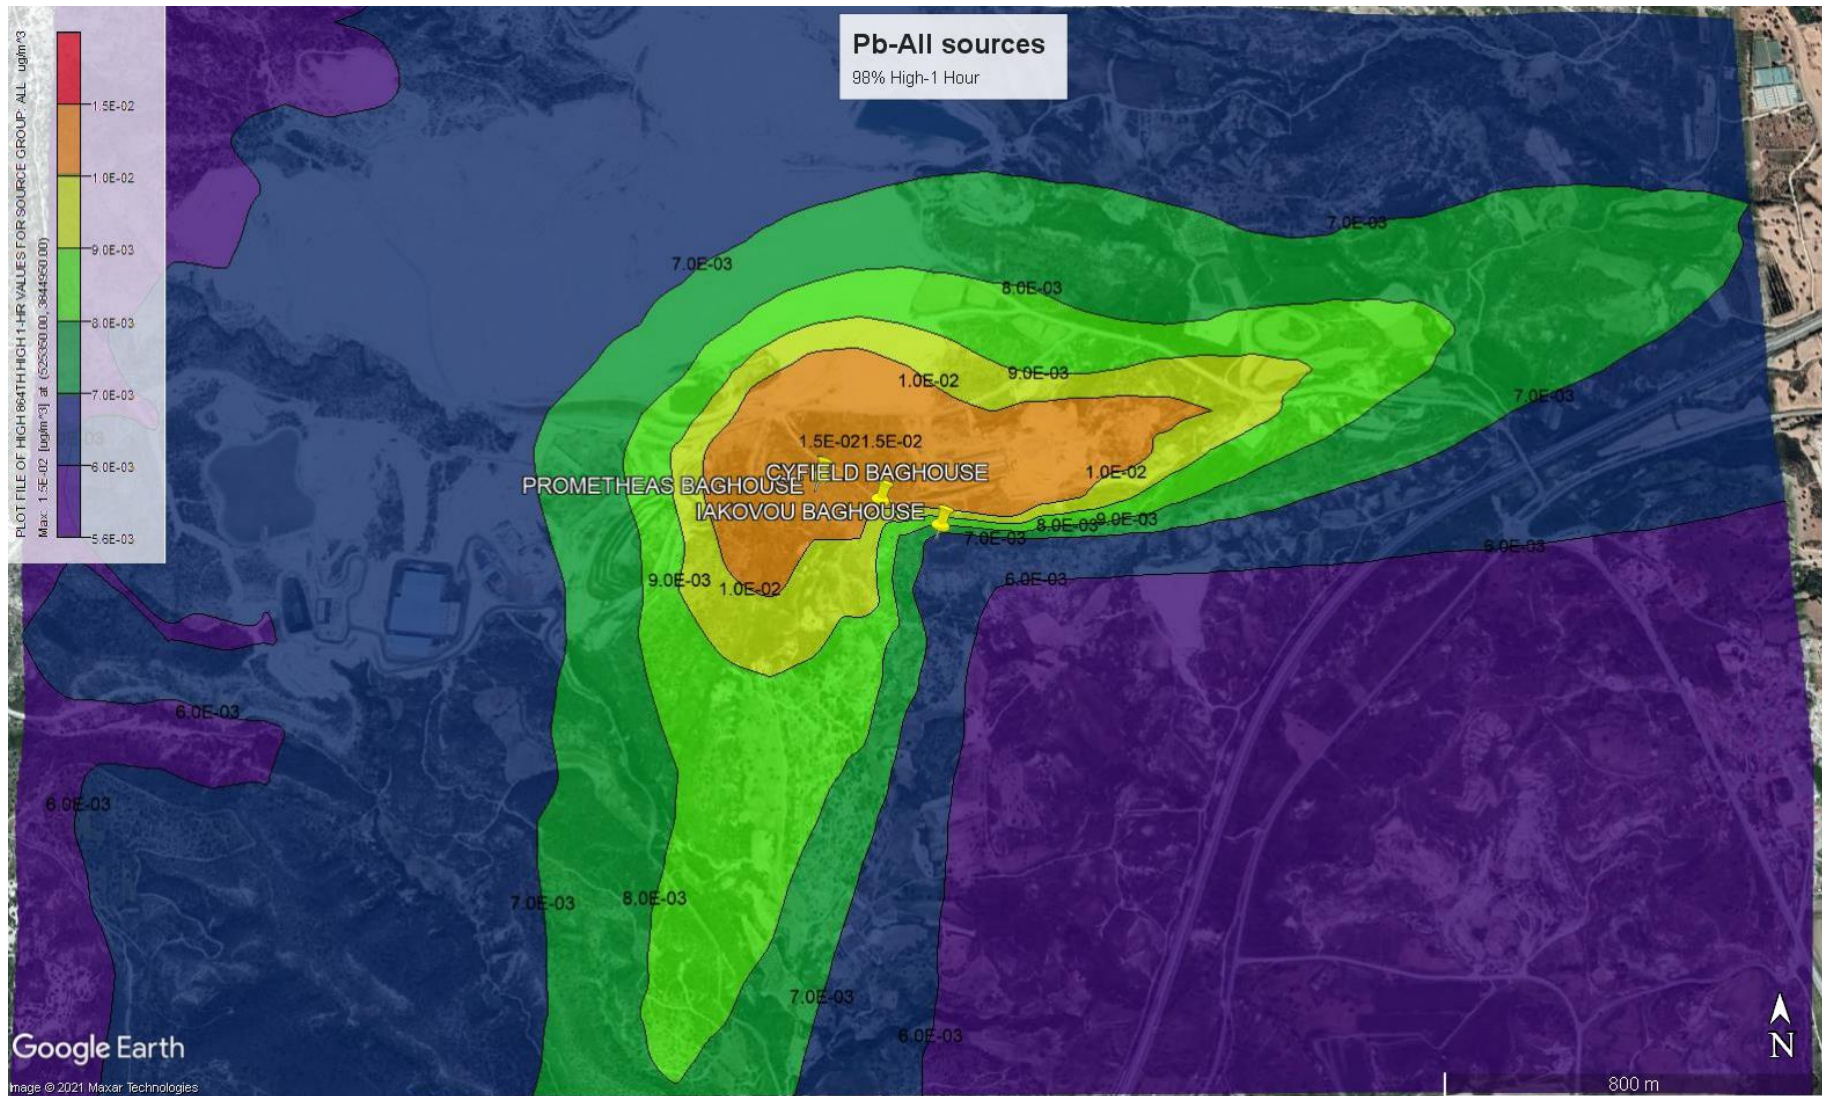 PLOT FILE OF HIGH 864TH HIGH 1-HR VALUES FOR SOURCE GROUP: ALL ug/m^3
Max: 1.5E-02 [ug/m^3] at (525350.00, 3844950.00)
1.5E-02
1.0E-02
9.0E-03
8.0E-03
7.0E-03
6.0E-03
5.6E-03
Pb-All sources
98% High-1 Hour
7.0E-03
7.0E-03
8.0E-03
9.0E-03
1.0E-02
7.0E-03
1.5E-02 1.5E-02
1.0E-02
CYFIELD BAGHOUSE
PROMETHEAS BAGHOUSE
IAKOVOU BAGHOUSE
8.0E-03 9.0E-03
7.0E-03
6.0E-03
6.0E-03
9.0E-03
1.0E-02
6.0E-03
6.0E-03
7.0E-03
8.0E-03
7.0E-03
6.0E-03
N
Google Earth
800 m
Image © 2021 Maxar Technologies